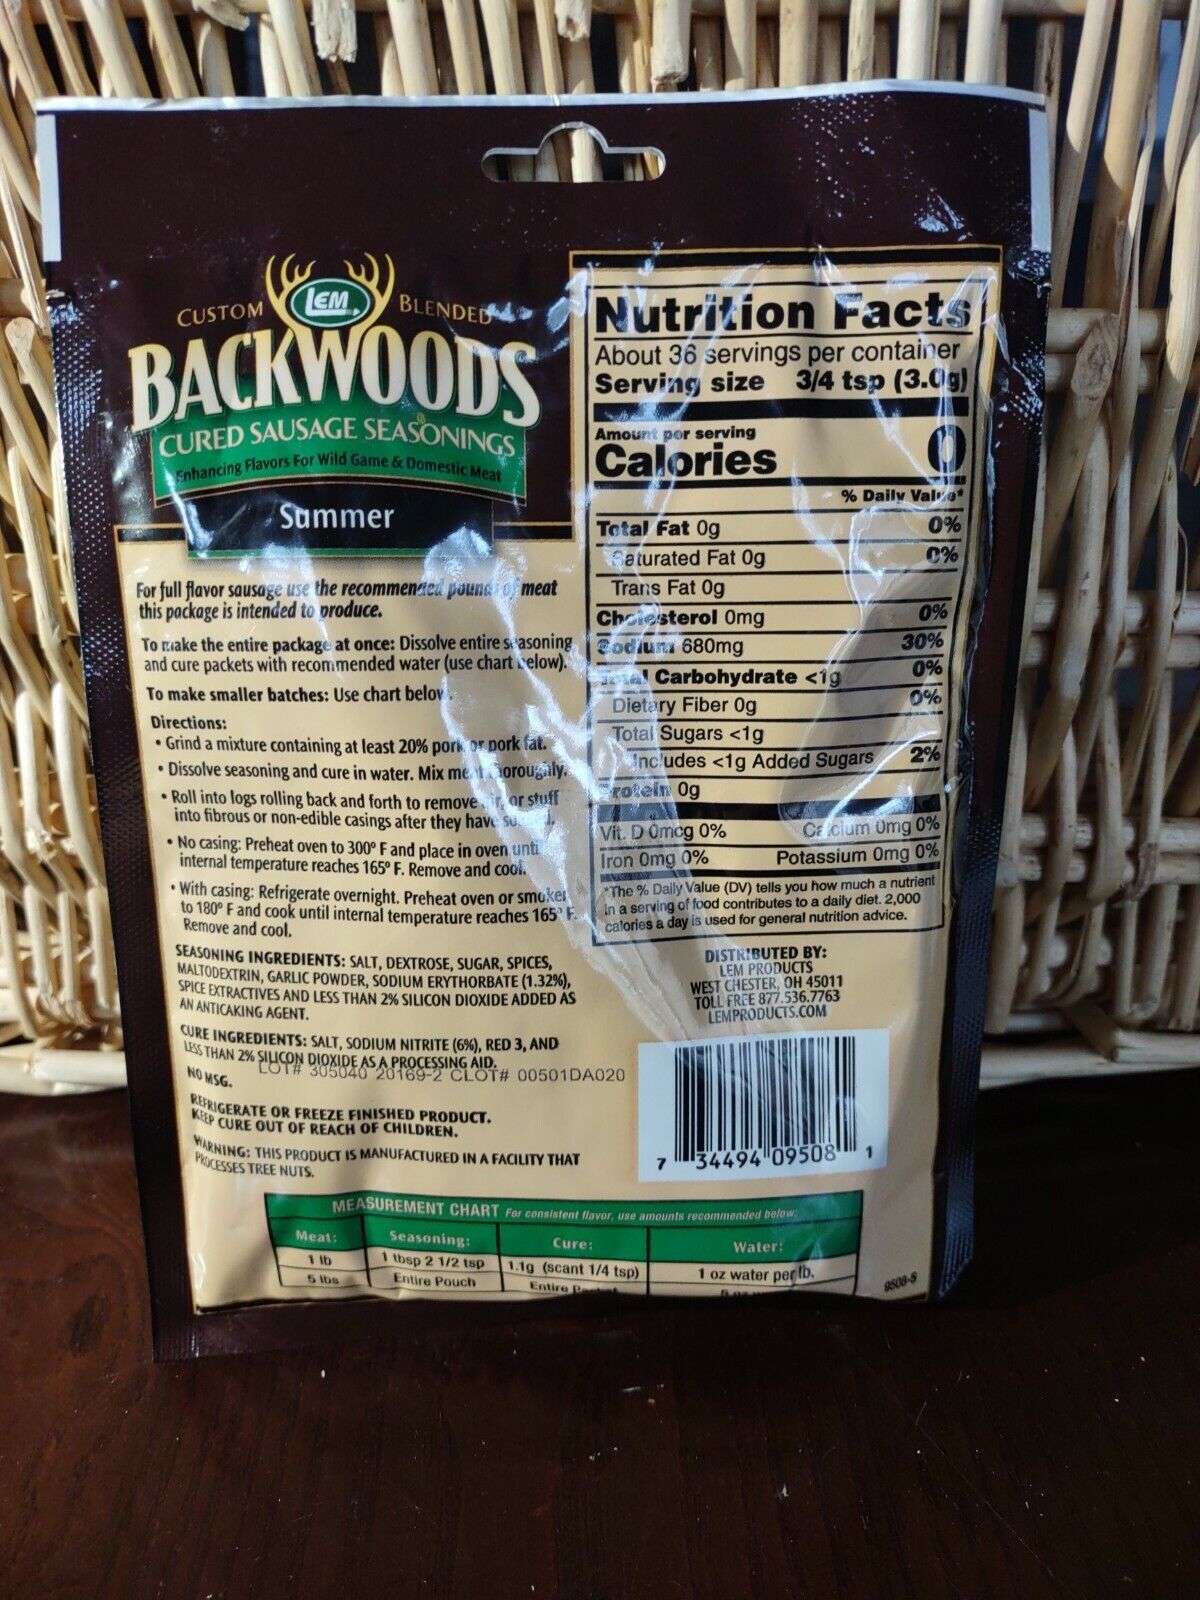 CUSTOM LEM BLENDED
BACKWOODS
CURED SAUSAGE SEASONINGS
Enhancing Flavors For Wild Game & Domestic Meat
Summer
For full flavor sausage use the recommended pounds of meat
this package is intended to produce.
To make the entire package at once: Dissolve entire seasoning
and cure packets with recommended water (use chart below).
To make smaller batches: Use chart below.
Directions:
• Grind a mixture containing at least 20% pork or pork fat.
• Dissolve seasoning and cure in water. Mix meat thoroughly.
• Roll into logs rolling back and forth to remove air, or stuff
into fibrous or non-edible casings after they have
• No casing: Preheat oven to 300° F and place in oven until
internal temperature reaches 165° F. Remove and cool.
• With casing: Refrigerate overnight. Preheat oven or smoker
to 180° F and cook until internal temperature reaches 165° F.
Remove and cool.
SEASONING INGREDIENTS: SALT, DEXTROSE, SUGAR, SPICES,
MALTODEXTRIN, GARLIC POWDER, SODIUM ERYTHORBATE (1.32%),
SPICE EXTRACTIVES AND LESS THAN 2% SILICON DIOXIDE ADDED AS
AN ANTICAKING AGENT.
CURE INGREDIENTS: SALT, SODIUM NITRITE (6%), RED 3, AND
LESS THAN 2% SILICON DIOXIDE AS A PROCESSING AID.
LOT# 305040 20169-2 CLOT# 00501DA020
NO MSG.
REFRIGERATE OR FREEZE FINISHED PRODUCT.
KEEP CURE OUT OF REACH OF CHILDREN.
WARNING: THIS PRODUCT IS MANUFACTURED IN A FACILITY THAT
PROCESSES TREE NUTS.
Nutrition Facts
About 36 servings per container
Serving size 3/4 tsp (3.0g)
Amount per serving
Calories 0
% Daily Value*
Total Fat 0g 0%
Saturated Fat 0g 0%
Trans Fat 0g
Cholesterol 0mg 0%
Sodium 680mg 30%
Total Carbohydrate <1g 0%
Dietary Fiber 0g 0%
Total Sugars <1g
Includes <1g Added Sugars 2%
Protein 0g
Vit. D 0mcg 0% Calcium 0mg 0%
Iron 0mg 0% Potassium 0mg 0%
*The % Daily Value (DV) tells you how much a nutrient
in a serving of food contributes to a daily diet. 2,000
calories a day is used for general nutrition advice.
DISTRIBUTED BY:
LEM PRODUCTS
WEST CHESTER, OH 45011
TOLL FREE 877.536.7763
LEMPRODUCTS.COM
7 34494 09508 1
MEASUREMENT CHART For consistent flavor, use amounts recommended below:
Meat: Seasoning: Cure: Water:
1 lb 1 tbsp 2 1/2 tsp 1.1g (scant 1/4 tsp) 1 oz water per lb.
5 lbs Entire Pouch Entire
9508-S